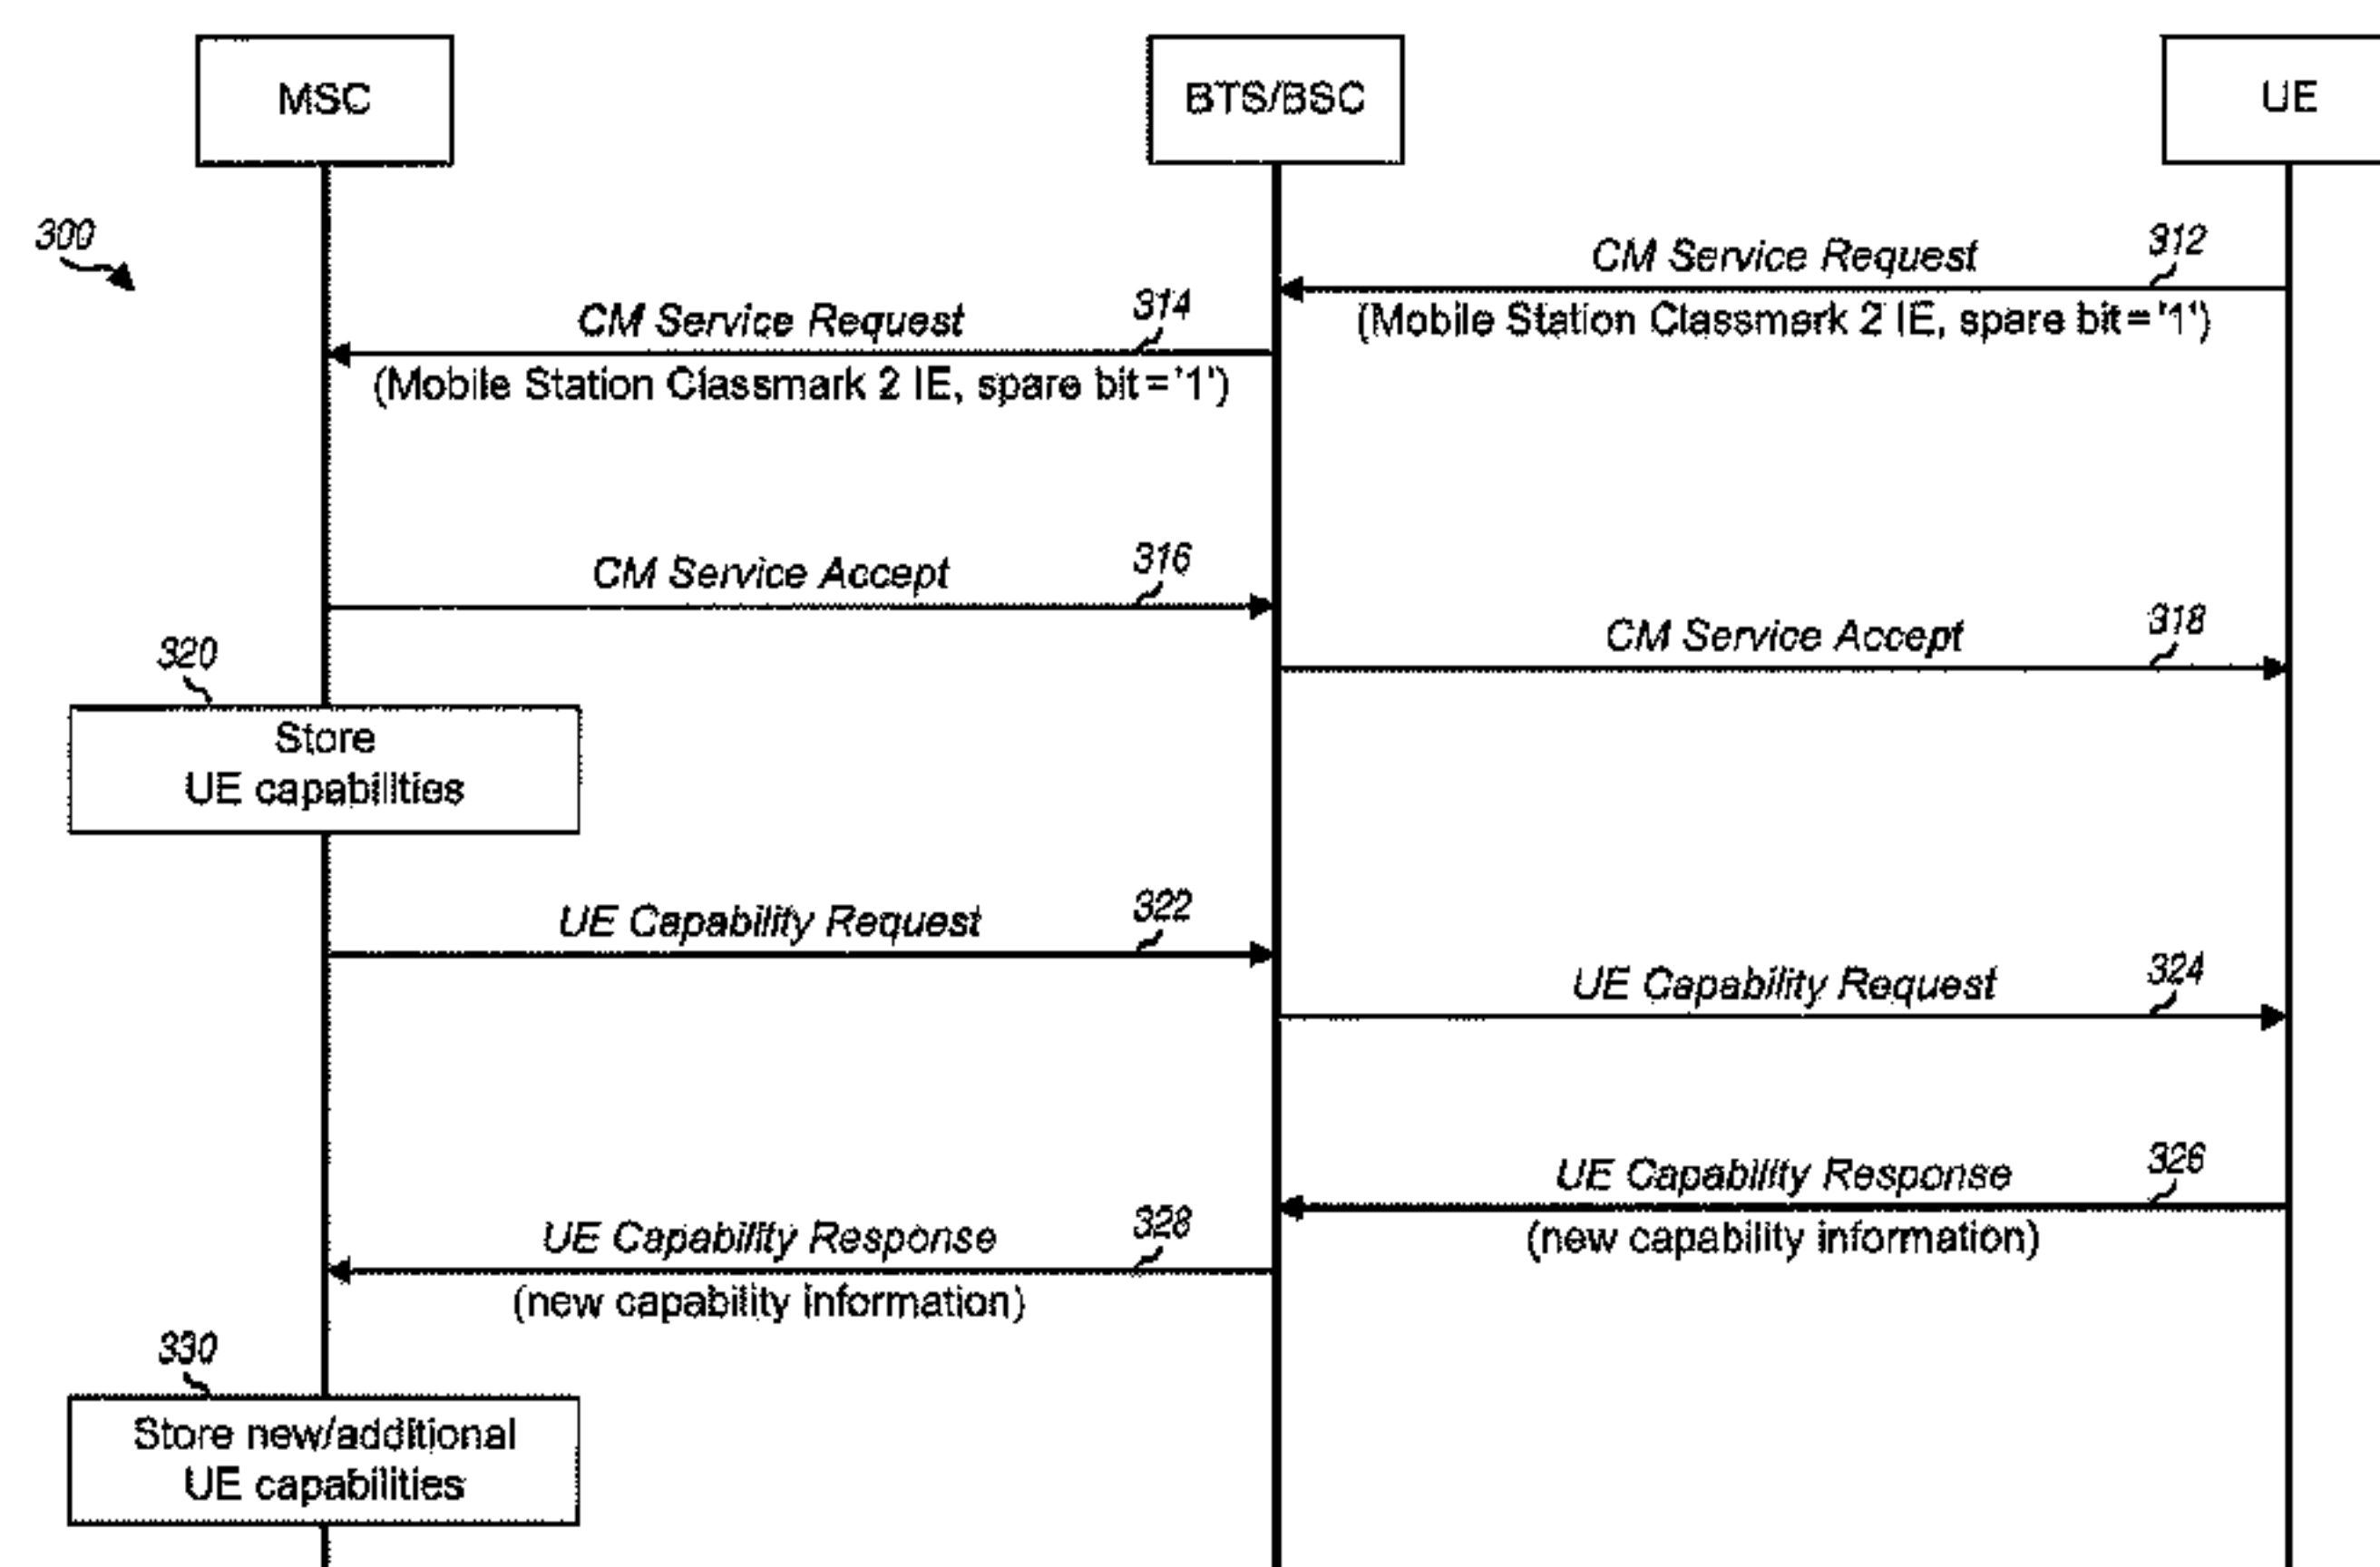 MSC
BTS/BSC
UE
300
CM Service Request
312
(Mobile Station Classmark 2 IE, spare bit='1')
CM Service Request
314
(Mobile Station Classmark 2 IE, spare bit='1')
CM Service Accept
316
CM Service Accept
318
320
Store
UE capabilities
UE Capability Request
322
UE Capability Request
324
UE Capability Response
326
(new capability information)
UE Capability Response
328
(new capability information)
330
Store new/additional
UE capabilities